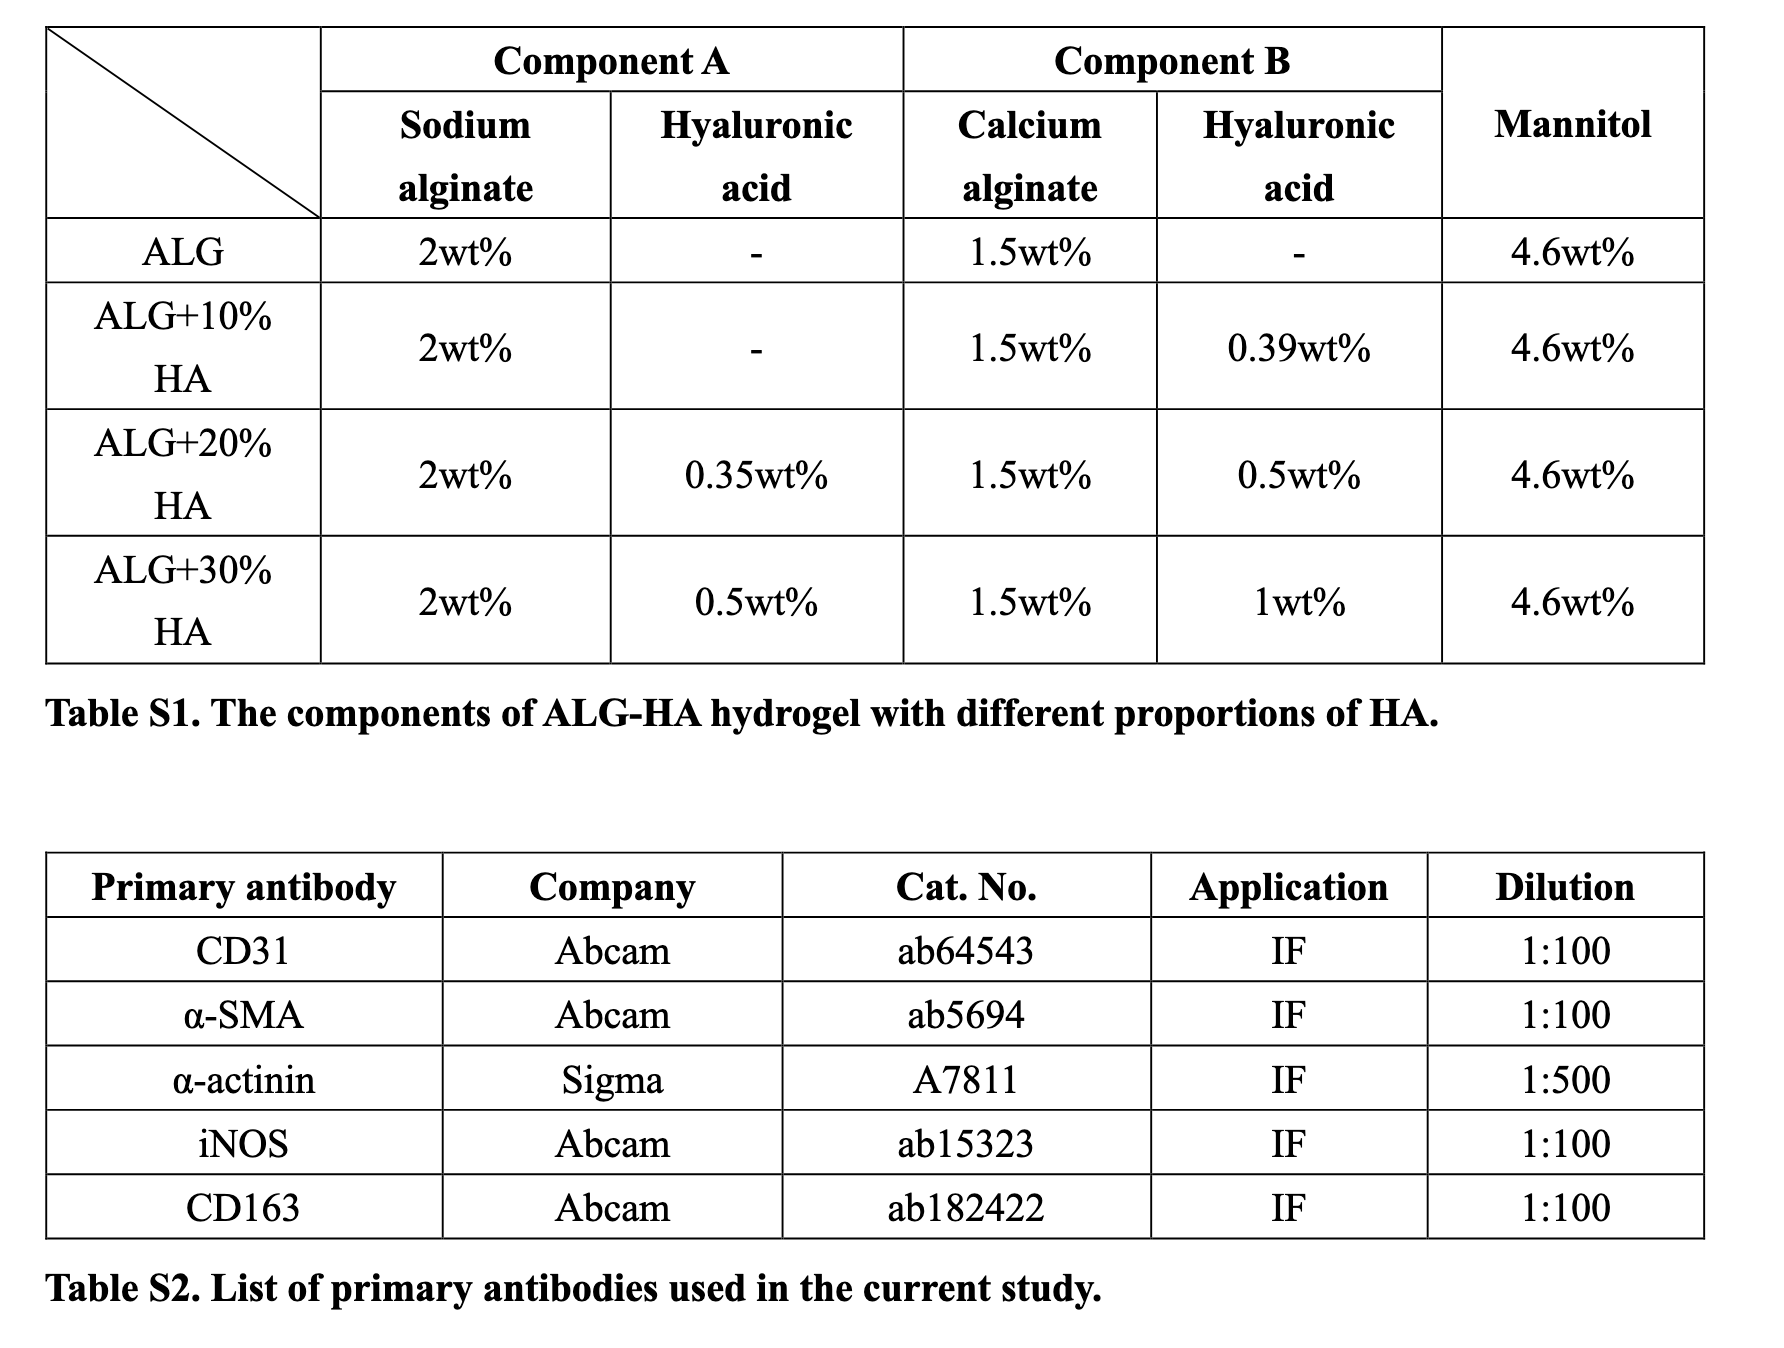 Component A Component B
Sodium alginate Hyaluronic acid Calcium alginate Hyaluronic acid Mannitol
ALG 2wt% - 1.5wt% - 4.6wt%
ALG+10% HA 2wt% - 1.5wt% 0.39wt% 4.6wt%
ALG+20% HA 2wt% 0.35wt% 1.5wt% 0.5wt% 4.6wt%
ALG+30% HA 2wt% 0.5wt% 1.5wt% 1wt% 4.6wt%
Table S1. The components of ALG-HA hydrogel with different proportions of HA.
Primary antibody Company Cat. No. Application Dilution
CD31 Abcam ab64543 IF 1:100
α-SMA Abcam ab5694 IF 1:100
α-actinin Sigma A7811 IF 1:500
iNOS Abcam ab15323 IF 1:100
CD163 Abcam ab182422 IF 1:100
Table S2. List of primary antibodies used in the current study.